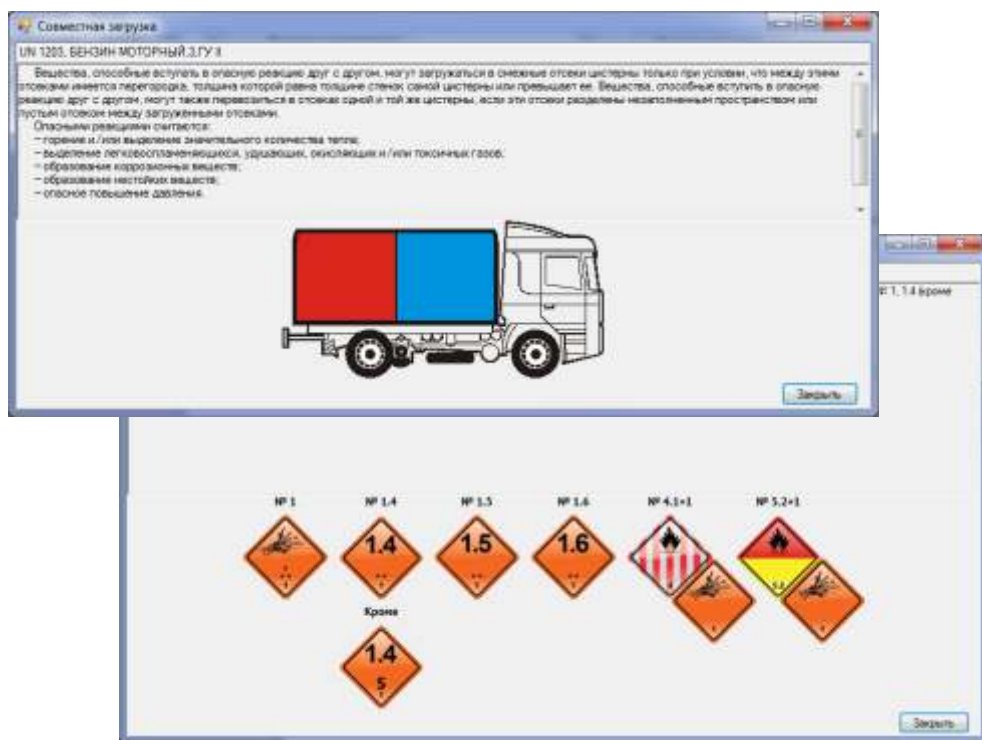 Совместная загрузка
UN 1203, БЕНЗИН МОТОРНЫЙ,3,ГУ II
Вещества, способные вступать в опасную реакцию друг с другом, могут загружаться в смежные отсеки цистерны только при условии, что между этими
отсеками имеется перегородка, толщина которой равна толщине стенок самой цистерны или превышает ее. Вещества, способные вступить в опасную
реакцию друг с другом, могут также перевозиться в отсеках одной и той же цистерны, если эти отсеки разделены незаполненным пространством или
пустым отсеком между загруженными отсеками.
Опасными реакциями считаются:
– горение и/или выделение значительного количества тепла;
– выделение легковоспламеняющихся, удушающих, окисляющих и/или токсичных газов;
– образование коррозионных веществ;
– образование нестойких веществ;
– опасное повышение давления.
Закрыть
№ 1, 1.4 (кроме
№ 1
№ 1.4
№ 1.5
№ 1.6
№ 4.1+1
№ 5.2+1
1.4
1.5
1.6
5.2
Кроме
1.4
S
Закрыть